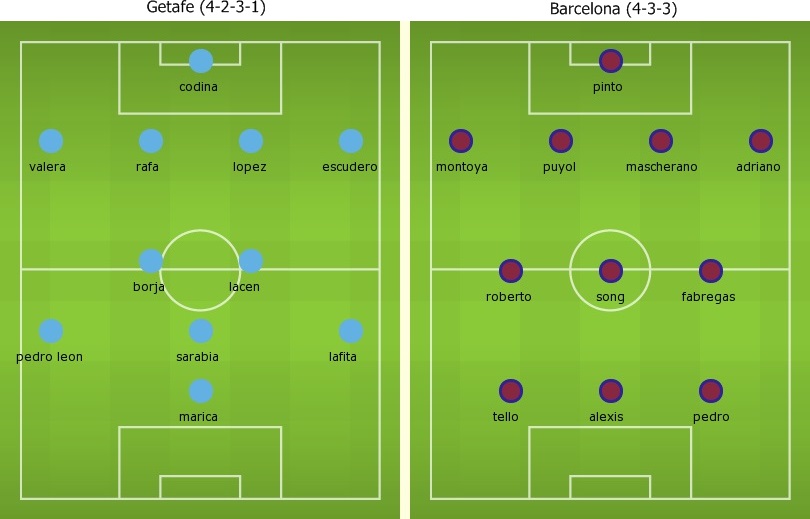 Getafe (4-2-3-1)
codina
valera rafa lopez escudero
borja lacen
pedro leon sarabia lafita
marica
Barcelona (4-3-3)
pinto
montoya puyol mascherano adriano
roberto song fabregas
tello alexis pedro